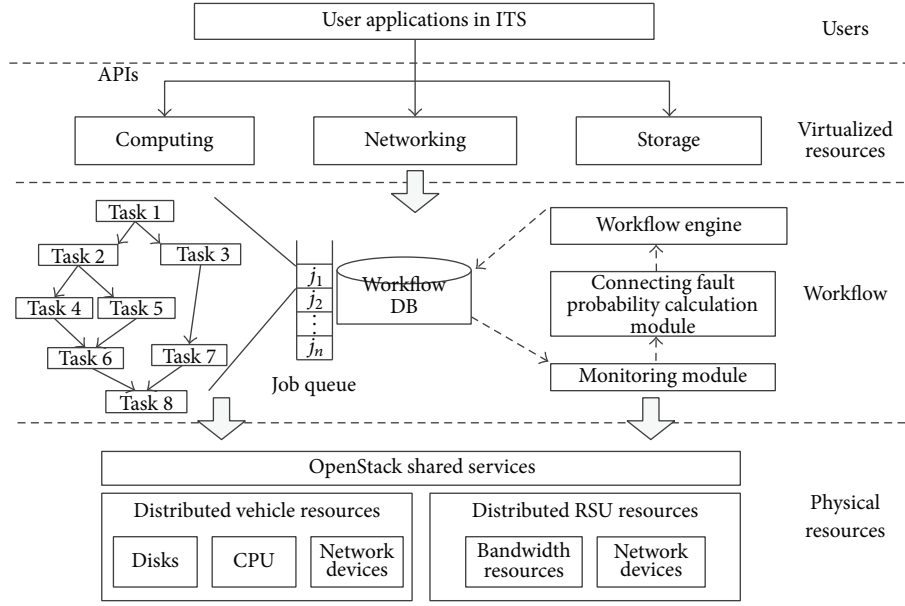 User applications in ITS
Users
APIs
Computing
Networking
Storage
Virtualized
resources
Task 1
Task 2
Task 3
Task 4
Task 5
Task 6
Task 7
Task 8
j1
j2
⋮
jn
Job queue
Workflow
DB
Workflow engine
Connecting fault
probability calculation
module
Monitoring module
Workflow
OpenStack shared services
Distributed vehicle resources
Disks
CPU
Network
devices
Distributed RSU resources
Bandwidth
resources
Network
devices
Physical
resources